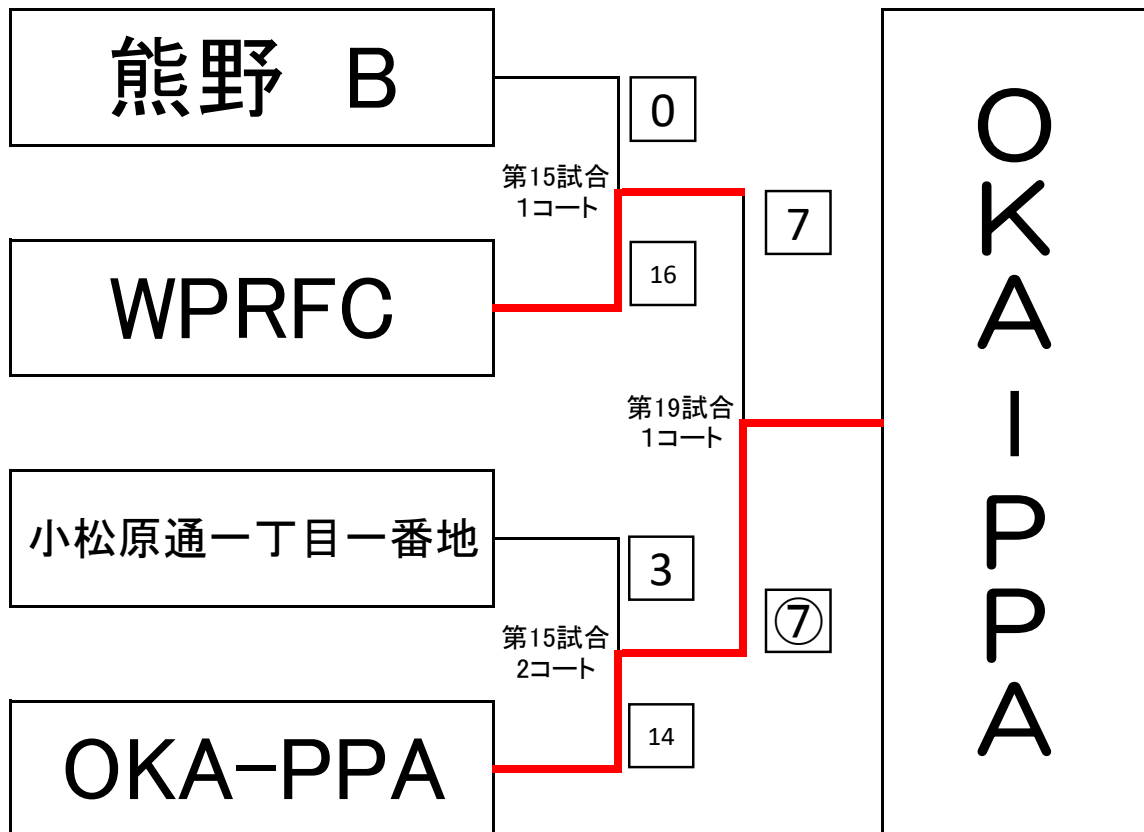 熊野 B
0
第15試合
1コート
16
WPRFC
7
第19試合
1コート
小松原通一丁目一番地
3
第15試合
2コート
⑦
14
OKA-PPA
OKA-PPA